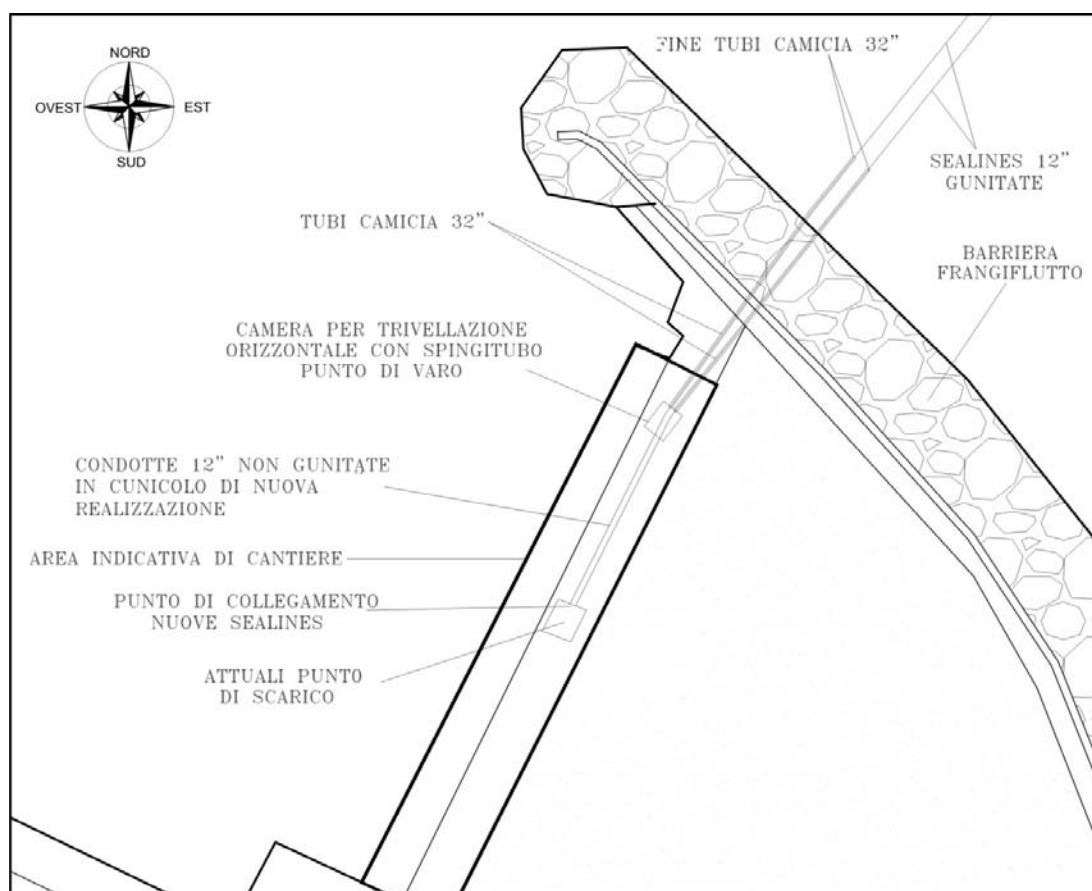 NORD
OVEST
EST
SUD
FINE TUBI CAMICIA 32"
SEALINES 12"
GUNITATE
TUBI CAMICIA 32"
BARRIERA
FRANGIFLUTTO
CAMERA PER TRIVELLAZIONE
ORIZZONTALE CON SPINGITUBO
PUNTO DI VARO
CONDOTTE 12" NON GUNITATE
IN CUNICOLO DI NUOVA
REALIZZAZIONE
AREA INDICATIVA DI CANTIERE
PUNTO DI COLLEGAMENTO
NUOVE SEALINES
ATTUALI PUNTO
DI SCARICO